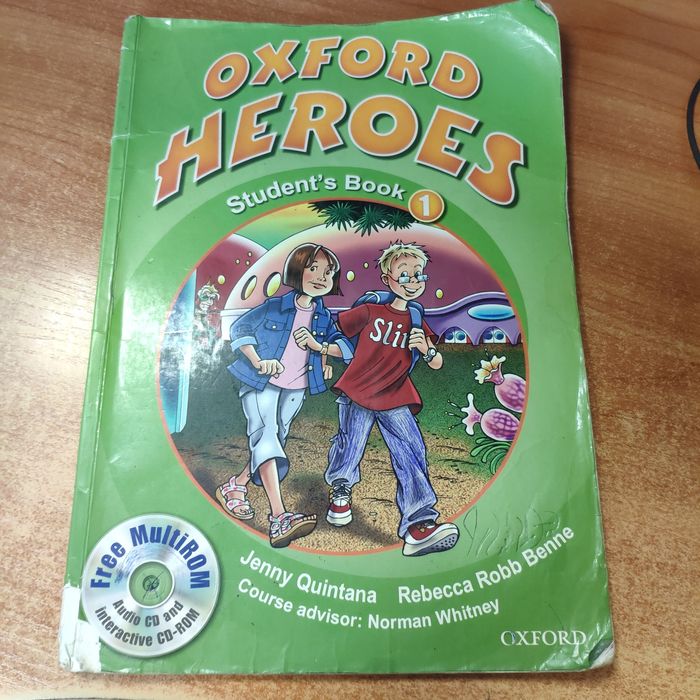 OXFORD
HEROES
Student's Book 1
Slii
Jenny Quintana Rebecca Robb Benne
Course advisor: Norman Whitney
Free MultiROM
Audio CD and
interactive CD-ROM
OXFORD